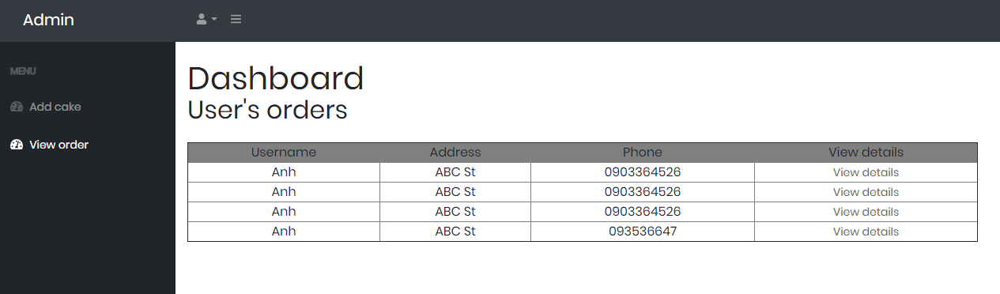 Admin
MENU
Add cake
View order
Dashboard
User's orders
Username Address Phone View details
Anh ABC St 0903364526 View details
Anh ABC St 0903364526 View details
Anh ABC St 0903364526 View details
Anh ABC St 093536647 View details